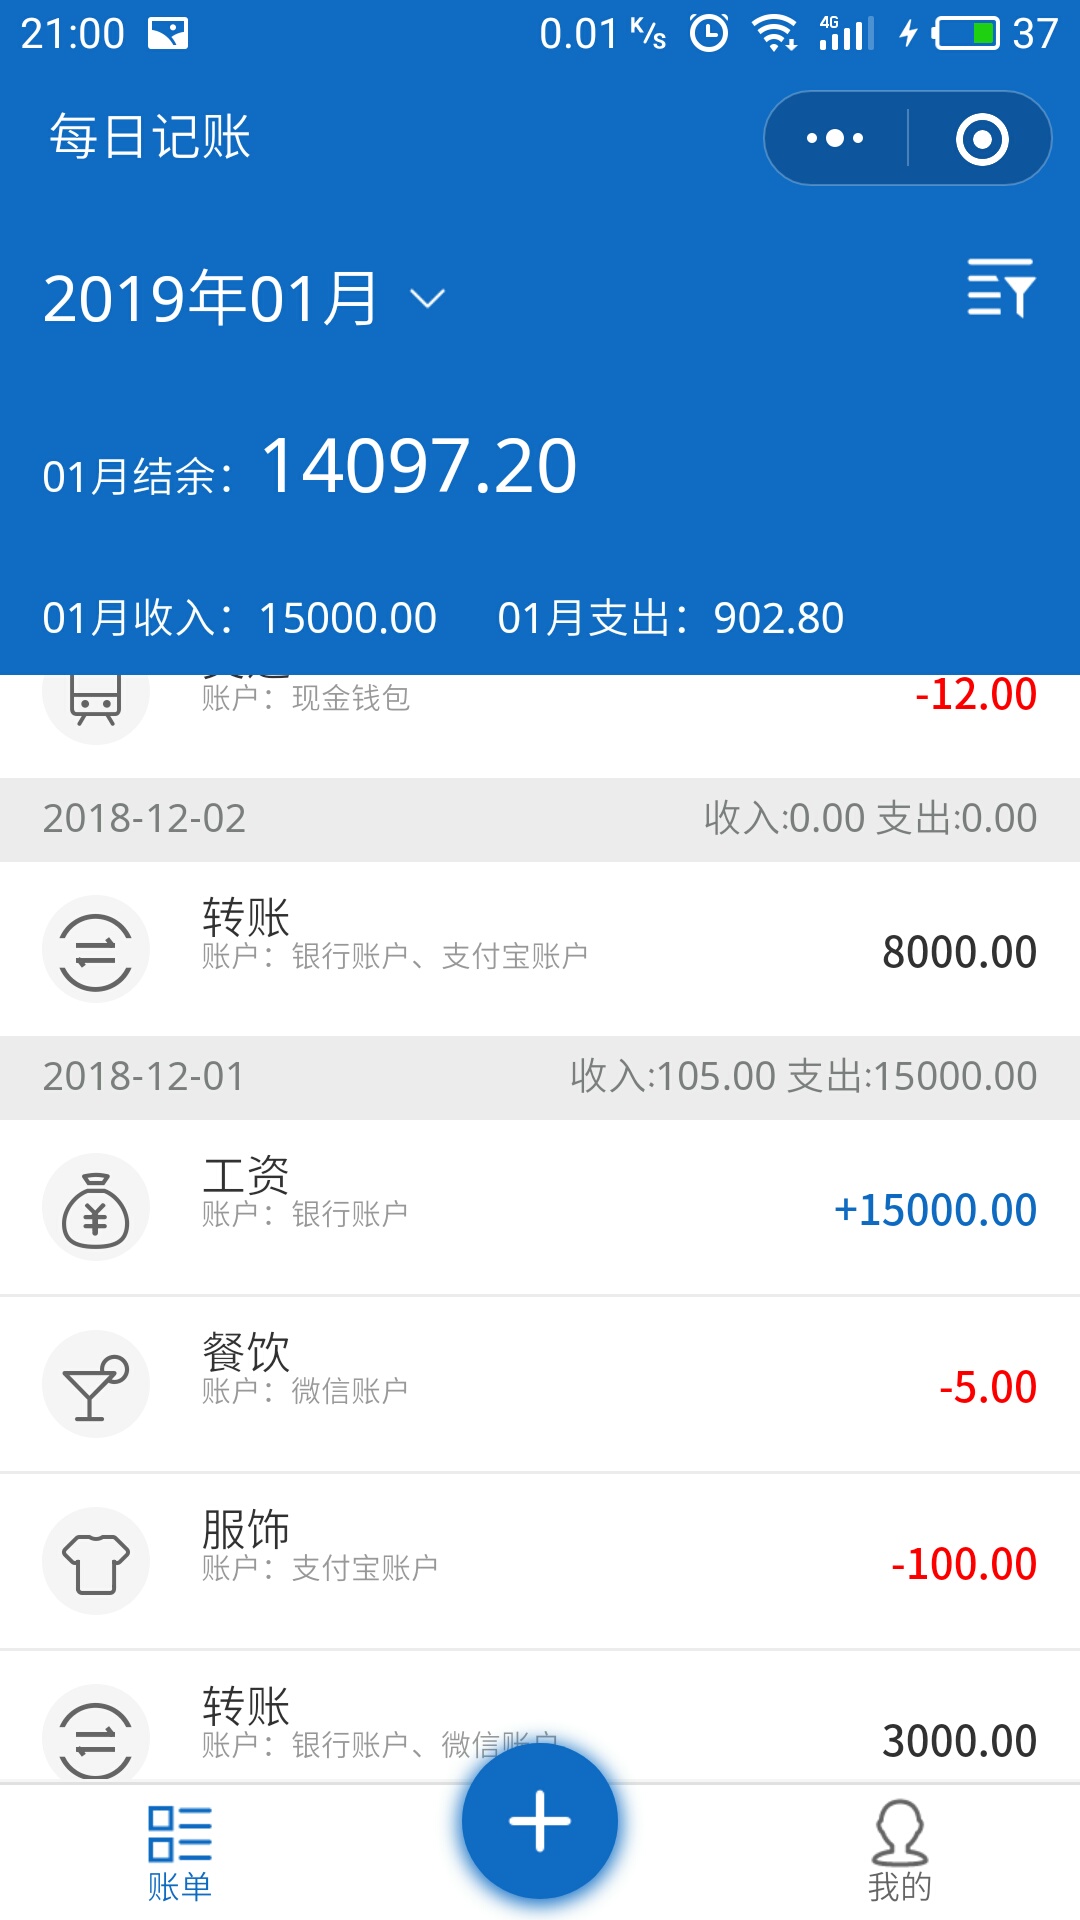 21:00 0.01 K/s 4G 37
每日记账
2019年01月
01月结余：14097.20
01月收入：15000.00 01月支出：902.80
账户：现金钱包 -12.00
2018-12-02 收入:0.00 支出:0.00
转账
账户：银行账户、支付宝账户 8000.00
2018-12-01 收入:105.00 支出:15000.00
工资
账户：银行账户 +15000.00
餐饮
账户：微信账户 -5.00
服饰
账户：支付宝账户 -100.00
转账
账户：银行账户、微信账户 3000.00
账单 我的